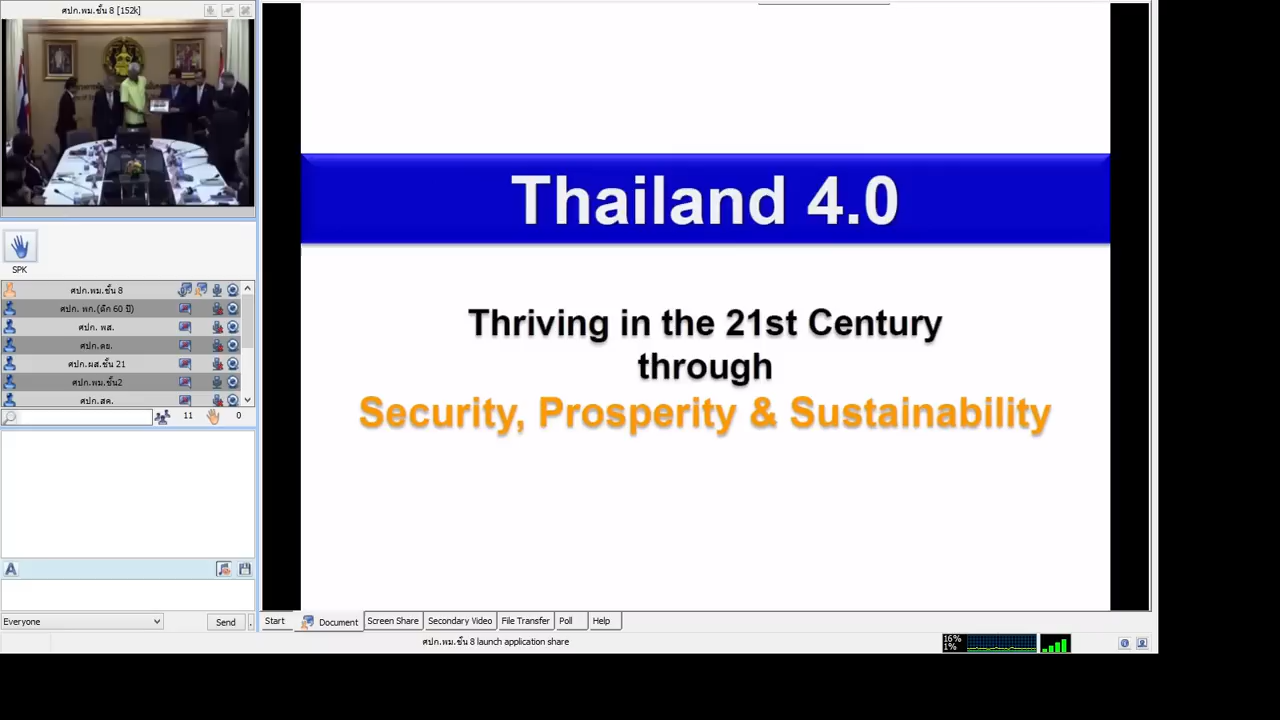 ศปก.พม.ชั้น 8 [152k]
SPK
ศปก.พม.ชั้น 8
ศปก. พก.(ตึก 60 ปี)
ศปก. พส.
ศปก.ดย.
ศปก.ผส.ชั้น 21
ศปก.พม.ชั้น2
ศปก.สค.
11
0
A
Everyone
Send
Thailand 4.0
Thriving in the 21st Century
through
Security, Prosperity & Sustainability
Start
Document
Screen Share
Secondary Video
File Transfer
Poll
Help
ศปก.พม.ชั้น 8 launch application share
16%
1%